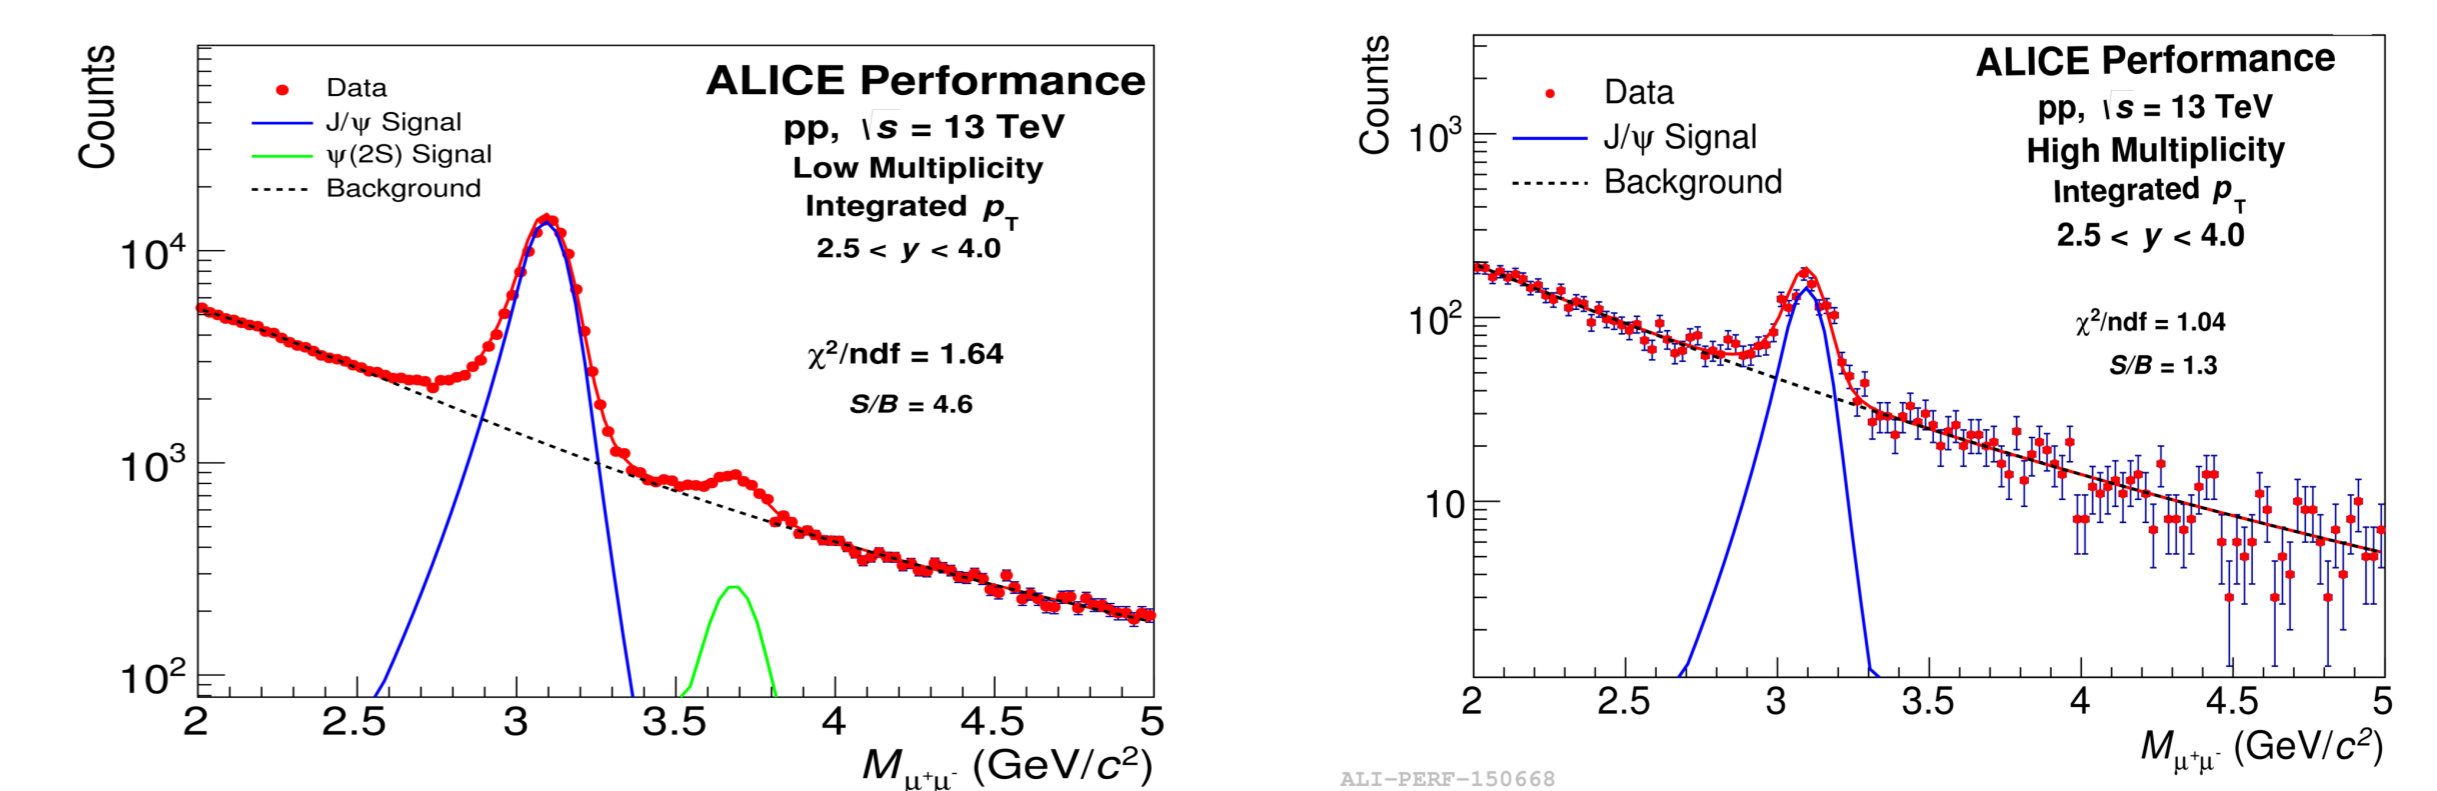 Counts
10⁴
10³
10²
Data
J/ψ Signal
ψ(2S) Signal
Background
ALICE Performance
pp, √s = 13 TeV
Low Multiplicity
Integrated p_T
2.5 < y < 4.0
χ²/ndf = 1.64
S/B = 4.6
2 2.5 3 3.5 4 4.5 5
M_μ⁺μ⁻ (GeV/c²)
Counts
10³
10²
10
Data
J/ψ Signal
Background
ALICE Performance
pp, √s = 13 TeV
High Multiplicity
Integrated p_T
2.5 < y < 4.0
χ²/ndf = 1.04
S/B = 1.3
2 2.5 3 3.5 4 4.5 5
M_μ⁺μ⁻ (GeV/c²)
ALI-PERF-150668